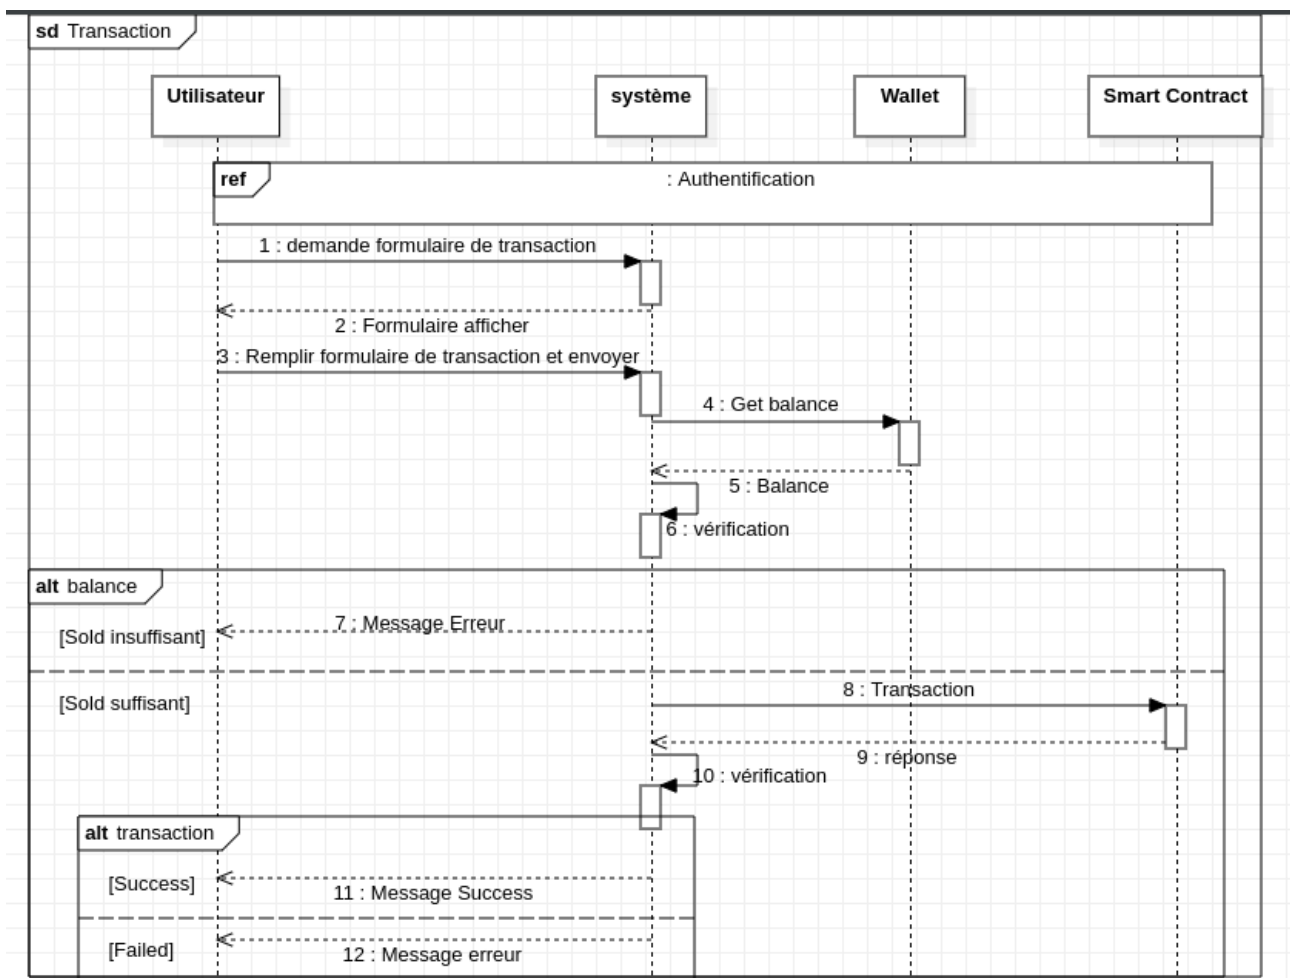 sd Transaction
Utilisateur
système
Wallet
Smart Contract
ref
: Authentification
1 : demande formulaire de transaction
2 : Formulaire afficher
3 : Remplir formulaire de transaction et envoyer
4 : Get balance
5 : Balance
6 : vérification
alt balance
7 : Message Erreur
[Sold insuffisant]
8 : Transaction
[Sold suffisant]
9 : réponse
10 : vérification
alt transaction
[Success]
11 : Message Success
[Failed]
12 : Message erreur